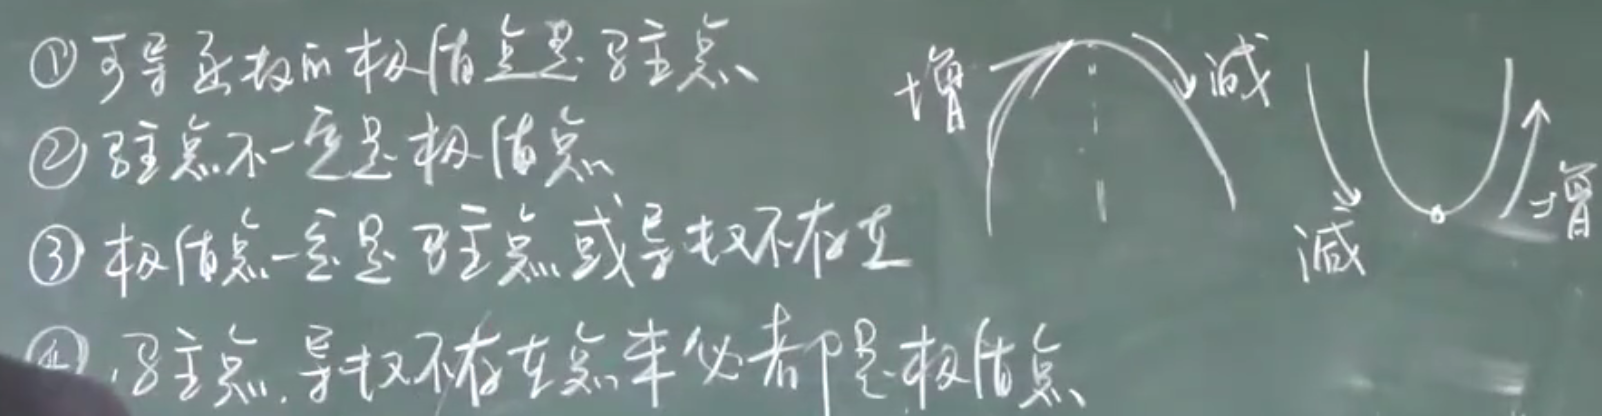 ①可导函数的极值点是驻点
②驻点不一定是极值点
③极值点一定是驻点或导数不存在
④.驻点.导数不存在点未必都是极值点
增
减
减
增